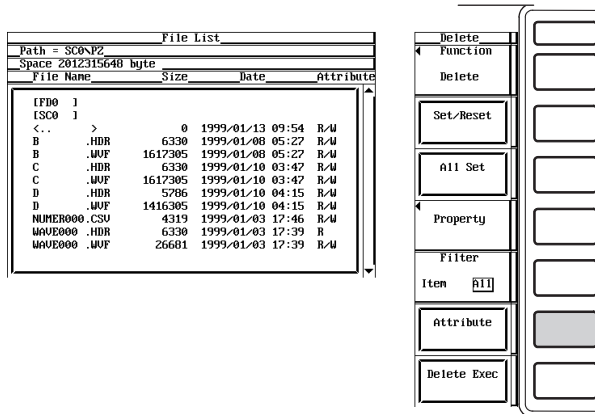 File List
Path = SC0\PZ
Space 2012315648 byte
File Name Size Date Attribute
[FD0 ]
[SC0 ]
<.. > 0 1999/01/13 09:54 R/W
B .HDR 6330 1999/01/08 05:27 R/W
B .WVF 1617305 1999/01/08 05:27 R/W
C .HDR 6330 1999/01/10 03:47 R/W
C .WVF 1617305 1999/01/10 03:47 R/W
D .HDR 5786 1999/01/10 04:15 R/W
D .WVF 1416305 1999/01/10 04:15 R/W
NUMER000.CSV 4319 1999/01/03 17:46 R/W
WAVE000 .HDR 6330 1999/01/03 17:39 R
WAVE000 .WVF 26681 1999/01/03 17:39 R/W
Delete
Function
Delete
Set/Reset
All Set
Property
Filter
Item All
Attribute
Delete Exec